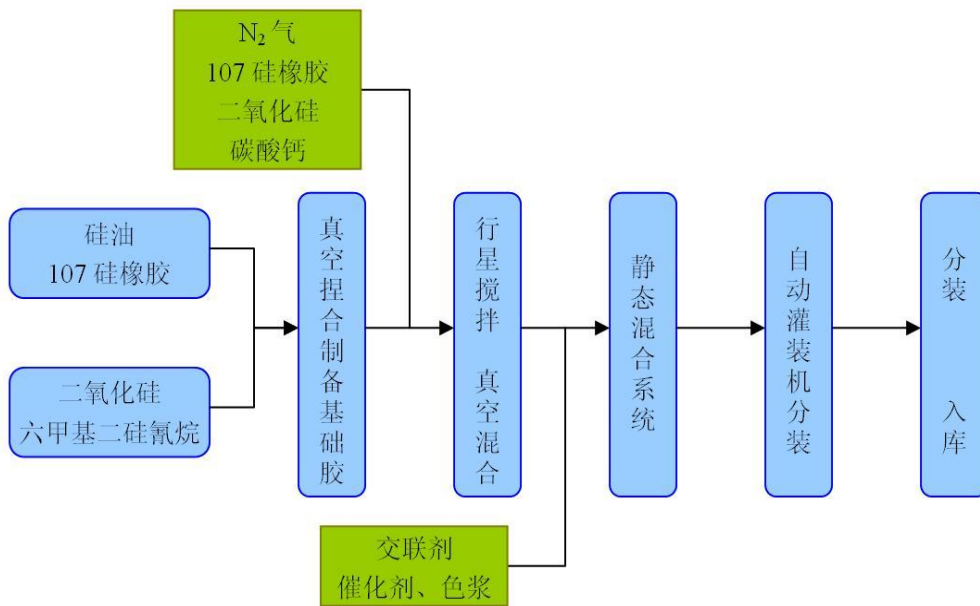 N₂ 气
107 硅橡胶
二氧化硅
碳酸钙
硅油
107 硅橡胶
二氧化硅
六甲基二硅氰烷
真空捏合制备基础胶
行星搅拌 真空混合
静态混合系统
自动灌装机分装
分装 入库
交联剂
催化剂、色浆